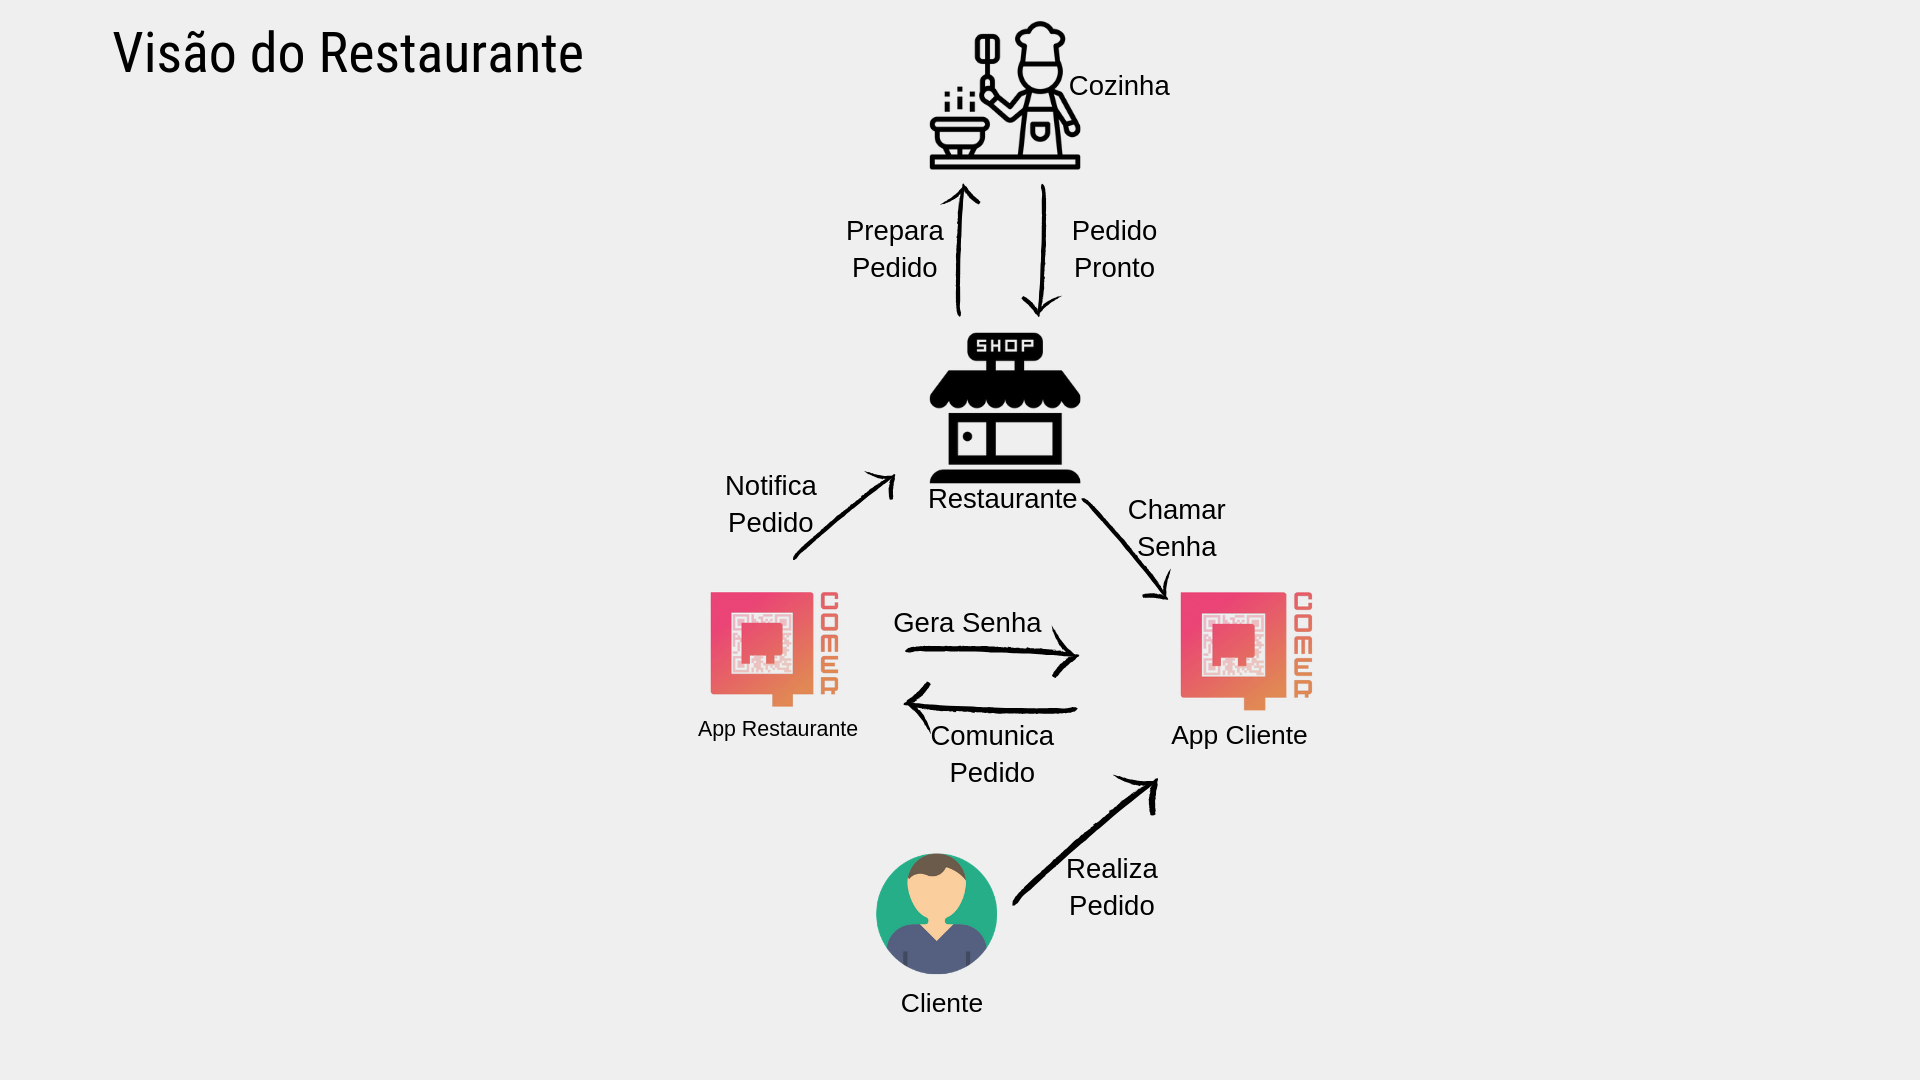 Visão do Restaurante
Cozinha
Prepara
Pedido
Pedido
Pronto
SHOP
Restaurante
Notifica
Pedido
Chamar
Senha
COMER
Gera Senha
COMER
App Restaurante
Comunica
Pedido
App Cliente
Realiza
Pedido
Cliente